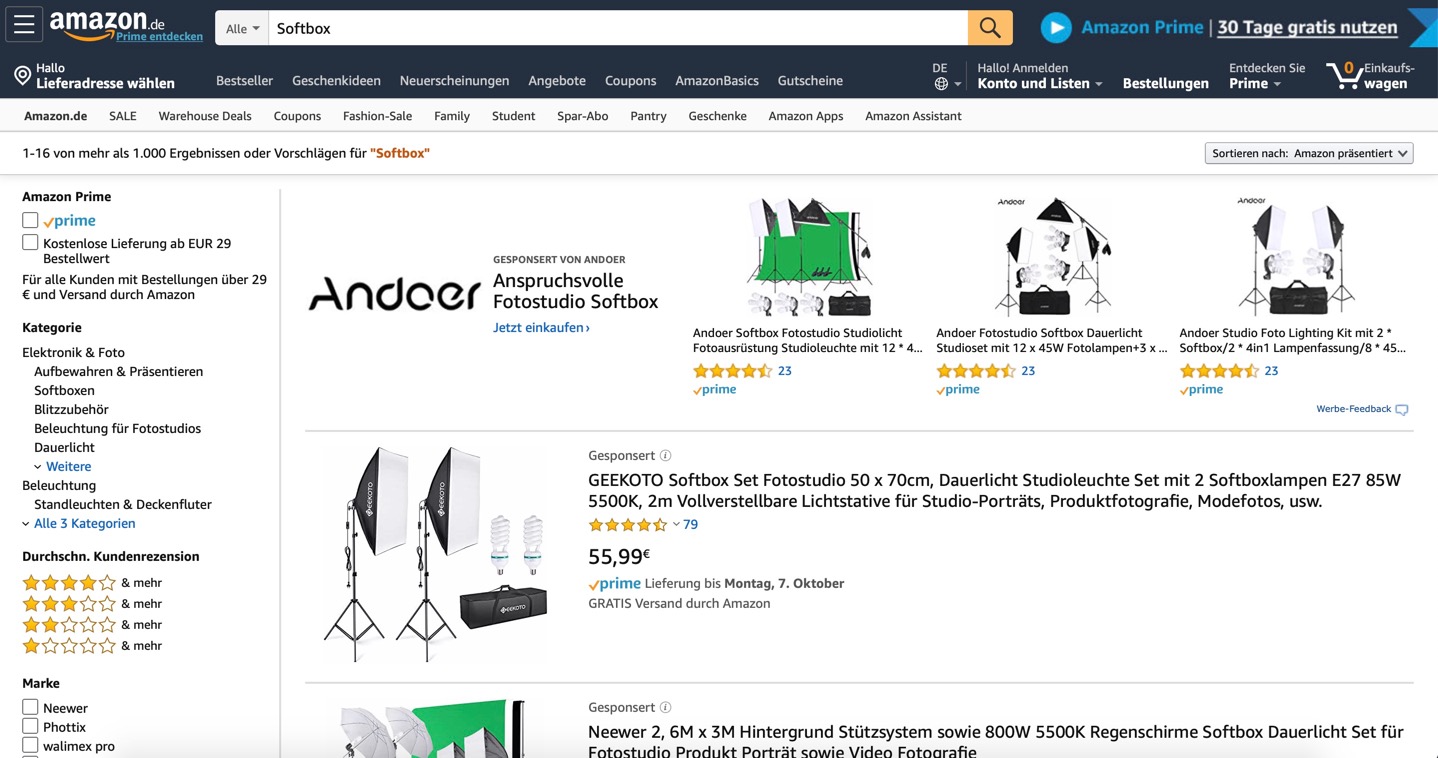 amazon.de
Prime entdecken
Alle
Softbox
Amazon Prime | 30 Tage gratis nutzen
Hallo
Lieferadresse wählen
Bestseller Geschenkideen Neuerscheinungen Angebote Coupons AmazonBasics Gutscheine
DE
Hallo! Anmelden
Konto und Listen
Bestellungen
Entdecken Sie
Prime
0 Einkaufs-
wagen
Amazon.de SALE Warehouse Deals Coupons Fashion-Sale Family Student Spar-Abo Pantry Geschenke Amazon Apps Amazon Assistant
1-16 von mehr als 1.000 Ergebnissen oder Vorschlägen für "Softbox"
Sortieren nach: Amazon präsentiert
Amazon Prime
prime
Kostenlose Lieferung ab EUR 29
Bestellwert
Für alle Kunden mit Bestellungen über 29
€ und Versand durch Amazon
Kategorie
Elektronik & Foto
Aufbewahren & Präsentieren
Softboxen
Blitzzubehör
Beleuchtung für Fotostudios
Dauerlicht
Weitere
Beleuchtung
Standleuchten & Deckenfluter
Alle 3 Kategorien
Durchschn. Kundenrezension
& mehr
& mehr
& mehr
& mehr
Marke
Neewer
Phottix
walimex pro
Andoer
GESPONSERT VON ANDOER
Anspruchsvolle
Fotostudio Softbox
Jetzt einkaufen ›
Andoer Softbox Fotostudio Studiolicht
Fotoausrüstung Studioleuchte mit 12 * 4...
23
prime
Andoer
Andoer Fotostudio Softbox Dauerlicht
Studioset mit 12 x 45W Fotolampen+3 x ...
23
prime
Andoer
Andoer Studio Foto Lighting Kit mit 2 *
Softbox/2 * 4in1 Lampenfassung/8 * 45...
23
prime
Werbe-Feedback
GEEKOTO
GEEKOTO
GEEKOTO
Gesponsert
GEEKOTO Softbox Set Fotostudio 50 x 70cm, Dauerlicht Studioleuchte Set mit 2 Softboxlampen E27 85W
5500K, 2m Vollverstellbare Lichtstative für Studio-Porträts, Produktfotografie, Modefotos, usw.
79
55,99€
prime Lieferung bis Montag, 7. Oktober
GRATIS Versand durch Amazon
Gesponsert
Neewer 2, 6M x 3M Hintergrund Stützsystem sowie 800W 5500K Regenschirme Softbox Dauerlicht Set für
Fotostudio Produkt Porträt sowie Video Fotografie